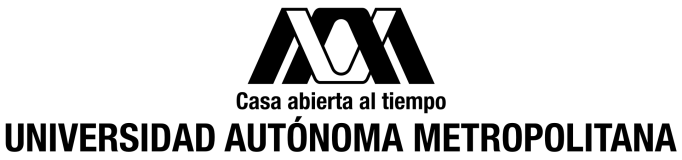 Casa abierta al tiempo
UNIVERSIDAD AUTÓNOMA METROPOLITANA